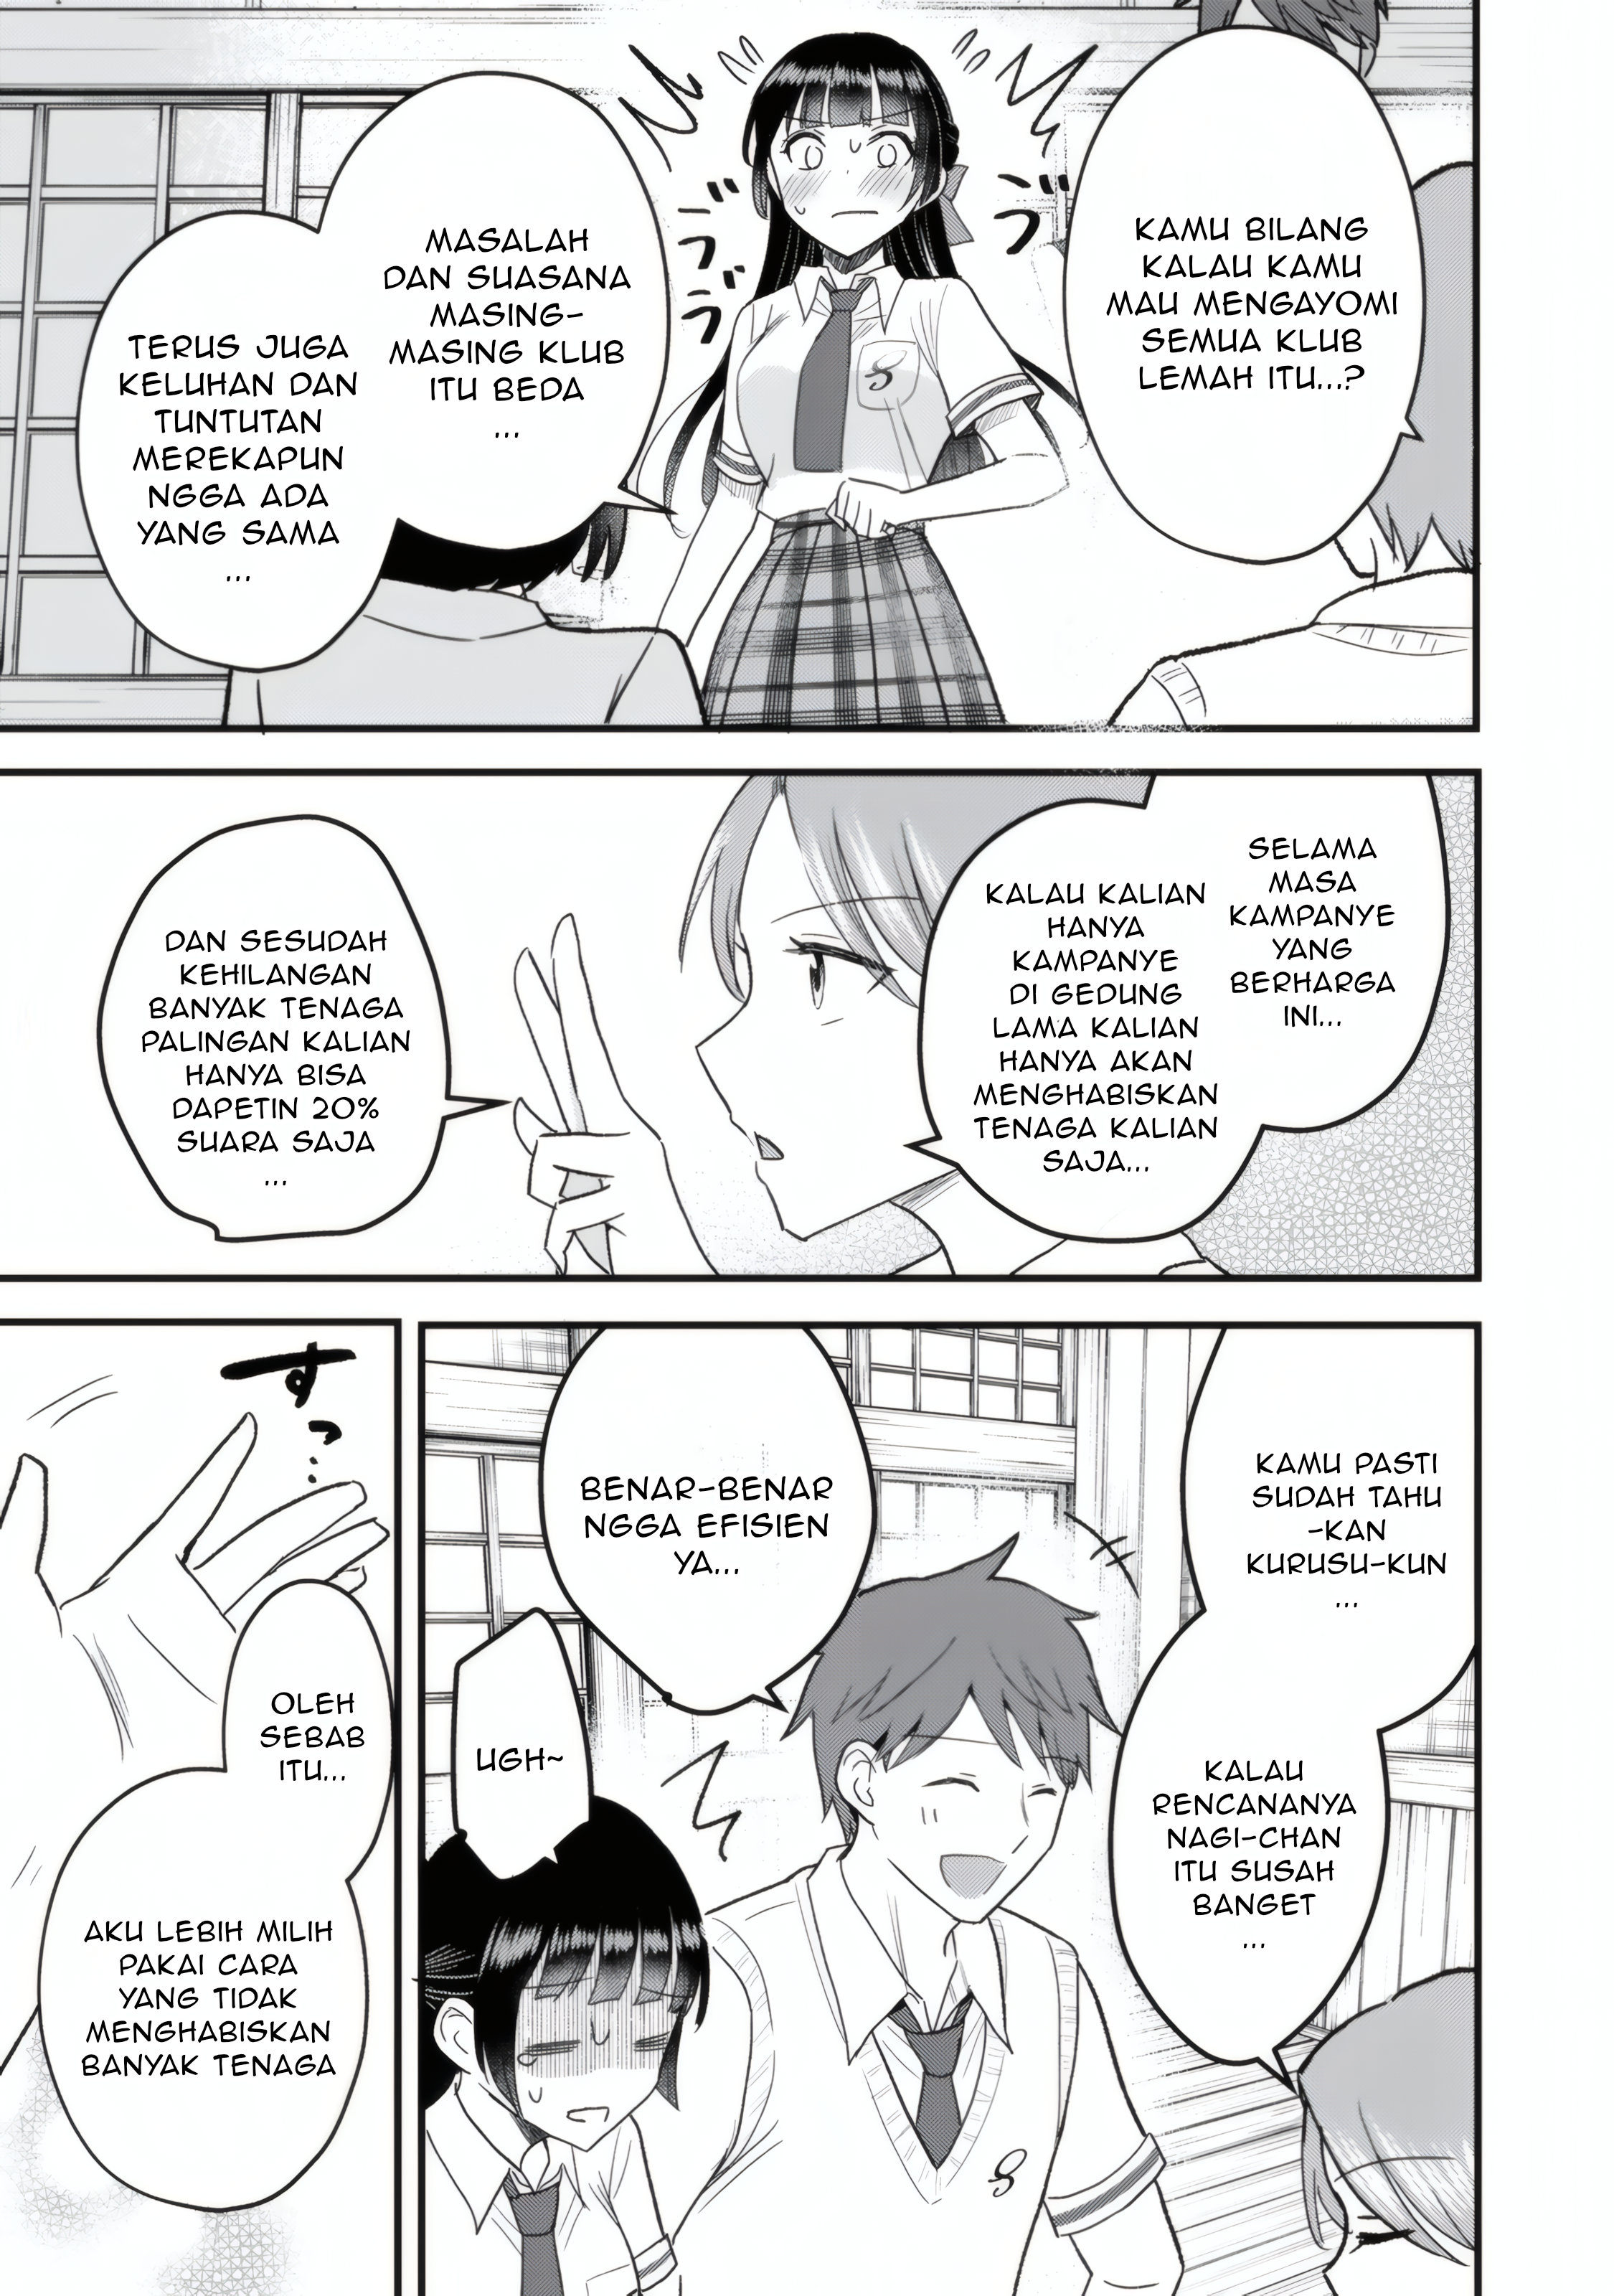 KAMU BILANG
KALAU KAMU
MAU MENGAYOMI
SEMUA KLUB
LEMAH ITU...?
MASALAH
DAN SUASANA
MASING-
MASING KLUB
ITU BEDA
...
TERUS JUGA
KELUHAN DAN
TUNTUTAN
MEREKAPUN
NGGA ADA
YANG SAMA
...
SELAMA
MASA
KAMPANYE
YANG
BERHARGA
INI...
KALAU KALIAN
HANYA
KAMPANYE
DI GEDUNG
LAMA KALIAN
HANYA AKAN
MENGHABISKAN
TENAGA KALIAN
SAJA...
DAN SESUDAH
KEHILANGAN
BANYAK TENAGA
PALINGAN KALIAN
HANYA BISA
DAPETIN 20%
SUARA SAJA
...
KAMU PASTI
SUDAH TAHU
-KAN
KURUSU-KUN
...
KALAU
RENCANANYA
NAGI-CHAN
ITU SUSAH
BANGET
...
BENAR-BENAR
NGGA EFISIEN
YA...
UGH~
すっ…
OLEH
SEBAB
ITU...
AKU LEBIH MILIH
PAKAI CARA
YANG TIDAK
MENGHABISKAN
BANYAK TENAGA